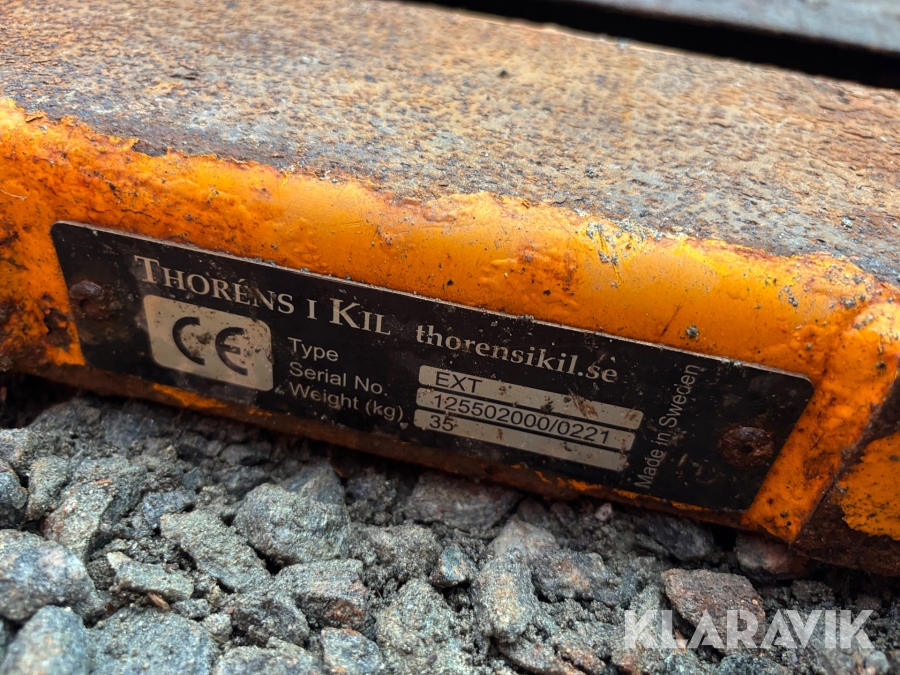 THORÉNS I KIL thorensikil.se
CE
Type EXT
Serial No. 125502000/0221
Weight (kg) 35
Made in Sweden
KLARAVIK